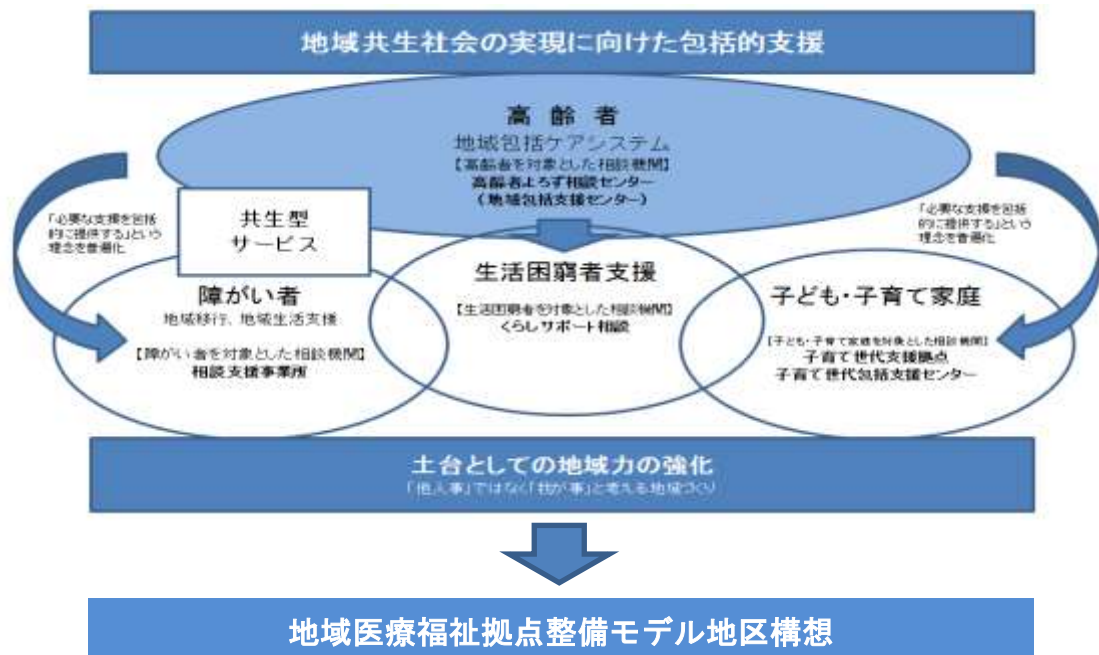 地域共生社会の実現に向けた包括的支援
高 齢 者
地域包括ケアシステム
【高齢者を対象とした相談機関】
高齢者よろず相談センター
（地域包括支援センター）
「必要な支援を包括
的に提供する」という
理念を普遍化
共生型
サービス
「必要な支援を包括
的に提供する」という
理念を普遍化
障がい者
地域移行、地域生活支援
【障がい者を対象とした相談機関】
相談支援事業所
生活困窮者支援
【生活困窮者を対象とした相談機関】
くらしサポート相談
子ども・子育て家庭
【子ども・子育て家庭を対象とした相談機関】
子育て世代支援拠点
子育て世代包括支援センター
土台としての地域力の強化
「他人事」ではなく「我が事」と考える地域づくり
地域医療福祉拠点整備モデル地区構想